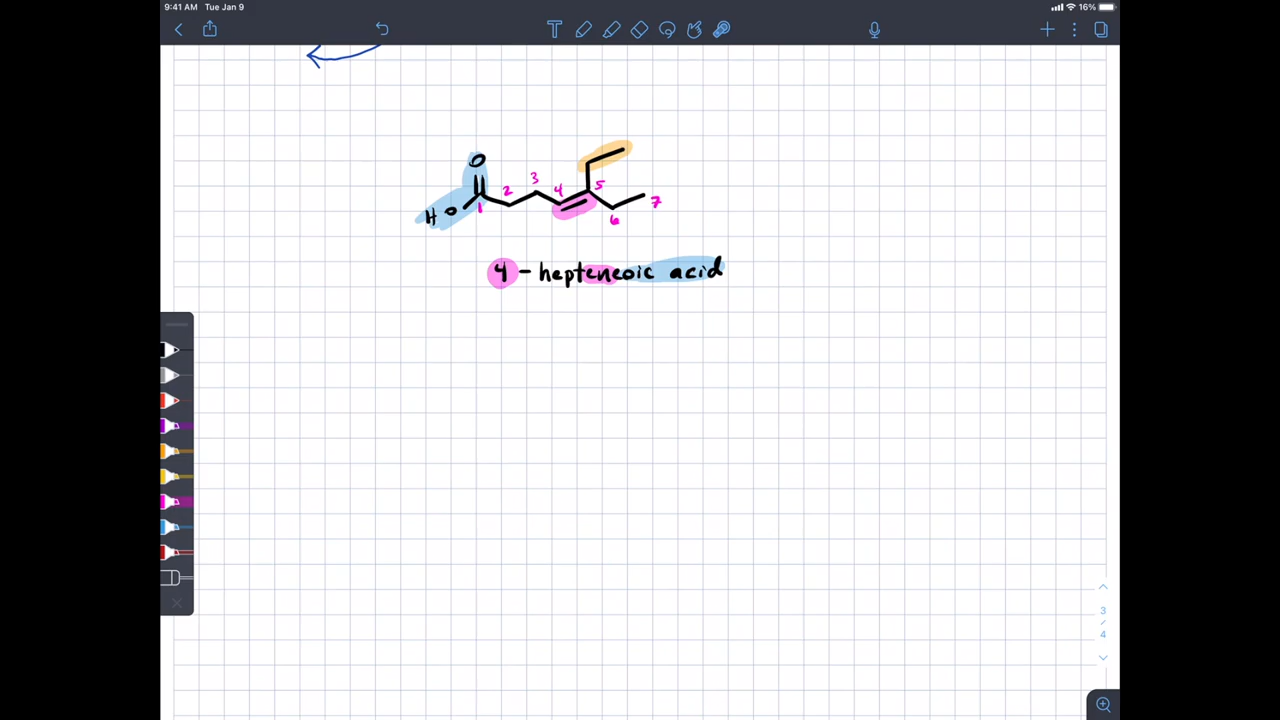 9:41 AM Tue Jan 9
16%
T
O
H O
1 2 3 4 5 6 7
4 - hepteneoic acid
3
/
4